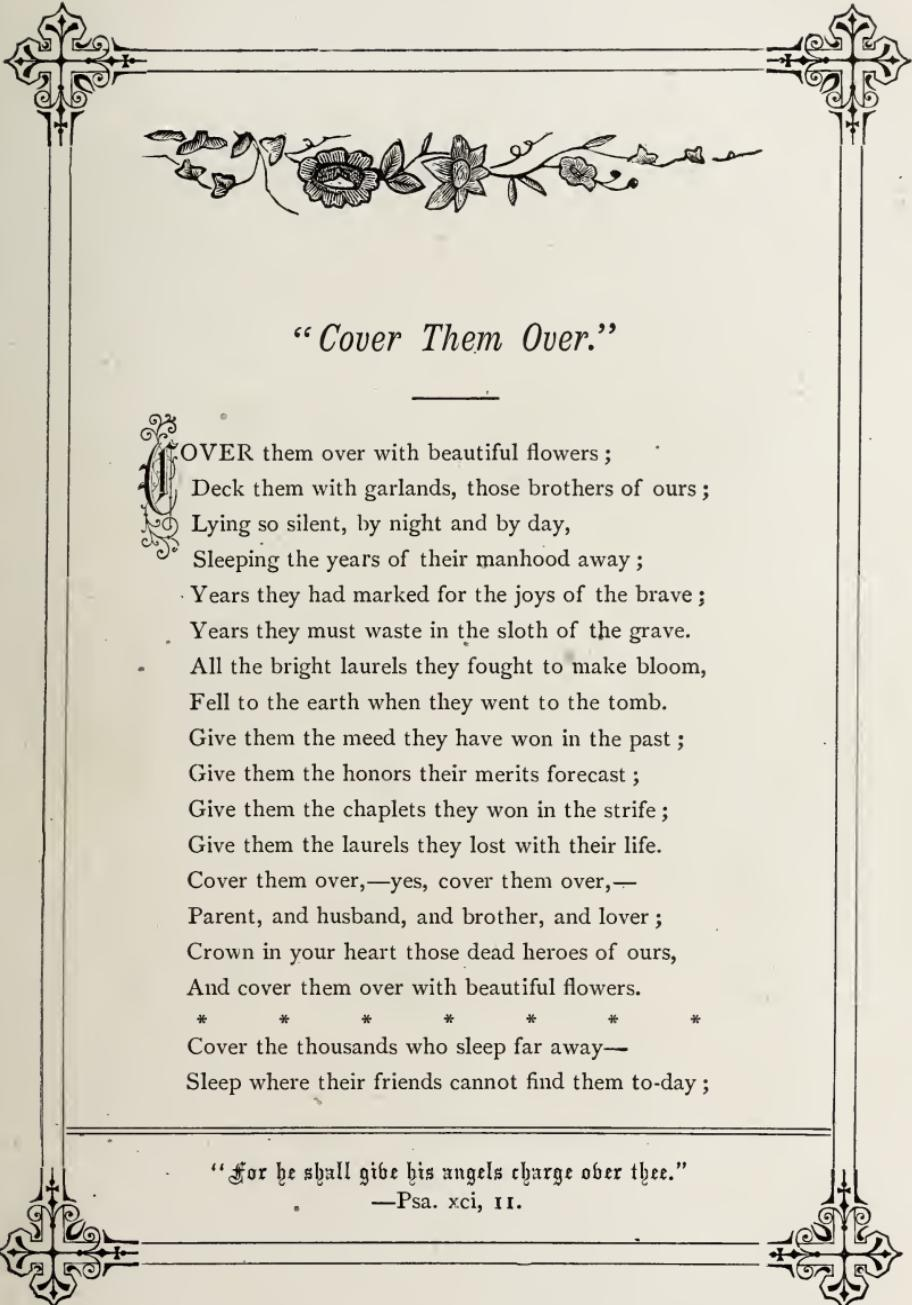 “Cover Them Over.”
COVER them over with beautiful flowers ;
Deck them with garlands, those brothers of ours ;
Lying so silent, by night and by day,
Sleeping the years of their manhood away ;
Years they had marked for the joys of the brave ;
Years they must waste in the sloth of the grave.
All the bright laurels they fought to make bloom,
Fell to the earth when they went to the tomb.
Give them the meed they have won in the past ;
Give them the honors their merits forecast ;
Give them the chaplets they won in the strife ;
Give them the laurels they lost with their life.
Cover them over,—yes, cover them over,—
Parent, and husband, and brother, and lover ;
Crown in your heart those dead heroes of ours,
And cover them over with beautiful flowers.
* * * * * * *
Cover the thousands who sleep far away—
Sleep where their friends cannot find them to-day ;
“For he shall give his angels charge over thee.”
—Psa. xci, 11.